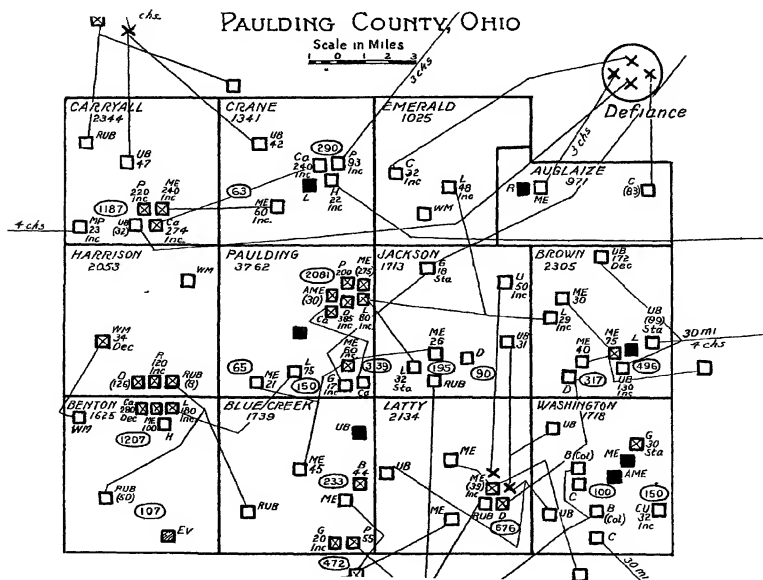 PAULDING COUNTY, OHIO
Scale in Miles
1 0 1 2 3
chs.
3 chs
3 chs
Defiance
CARRYALL
2344
RUB
UB
47
P
220
Inc
ME
240
Inc
1187
MP
23
Inc
UB
(32)
Ca
274
Inc.
4 chs
CRANE
1341
UB
42
290
Ca
240
Inc
P
93
Inc
L
H
22
Inc
63
ME
60
Inc.
EMERALD
1025
C
32
Inc
L
48
Inc
WM
AUGLAIZE
971
R
ME
C
(83)
HARRISON
2053
WM
WM
34
Dec
R
120
Inc
D
(126)
RUB
(8)
PAULDING
3762
2081
P
200
ME
(275)
AME
(30)
Ca
D
385
Inc
L
80
Inc
65
ME
21
L
75
150
ME
60
Inc
339
G
17
Inc
Ca
JACKSON
1713
G
18
Sta
U
50
Inc
UB
31
ME
26
D
90
L
32
Sta
195
RUB
BROWN
2305
UB
172
Dec
ME
30
L
29
Inc
UB
(99)
Sta
ME
75
Inc
L
ME
40
D
317
UB
130
Inc
496
30 mi
4 chs
BENTON
1625
WM
Ca
280
Dec
ME
100
L
180
Inc
H
1207
RUB
(50)
107
Ev
BLUE CREEK
1739
UB
ME
45
B
44
233
ME
RUB
G
20
Inc
P
55
472
LATTY
2134
ME
UB
ME
(39)
Inc
RUB
D
676
ME
WASHINGTON
1718
UB
G
30
Sta
B (Col)
ME
AME
C
100
150
B
(Col)
CU
32
Inc
UB
C
30 mi